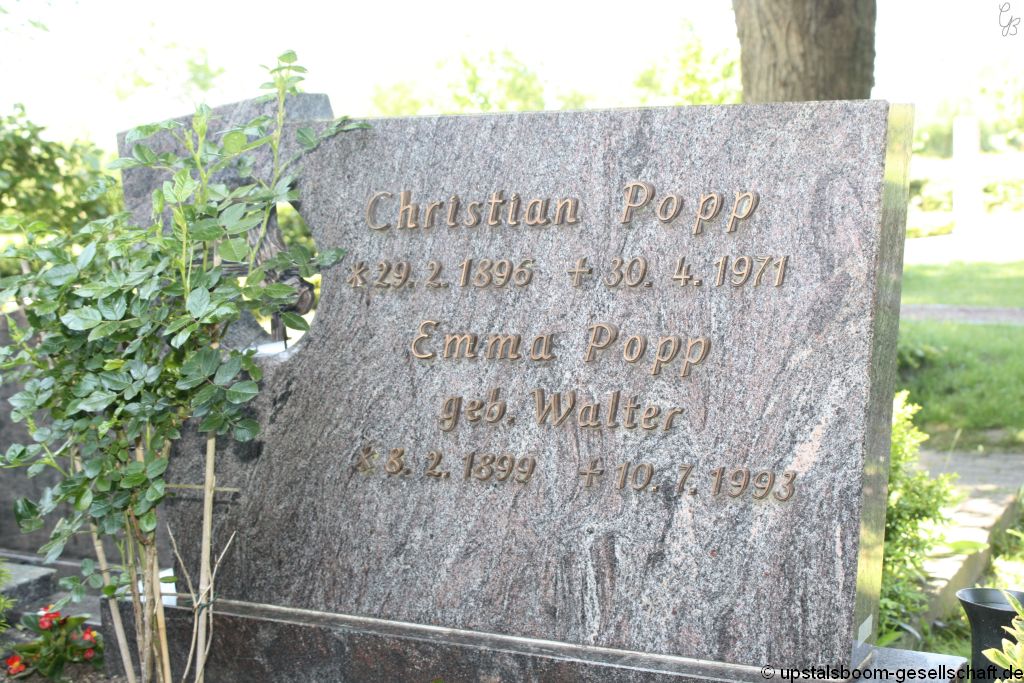 Christian Popp
* 29. 2. 1896 + 30. 4. 1971
Emma Popp
geb. Walter
* 8. 2. 1899 + 10. 7. 1993
© upstalsboom-gesellschaft.de